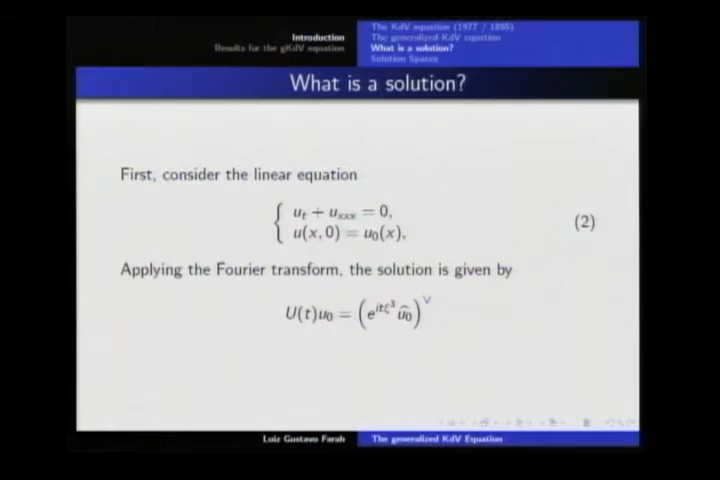 Introduction
Results for the gKdV equation
The KdV equation (1877 / 1895)
The generalized KdV equation
What is a solution?
Solution Spaces
What is a solution?
First, consider the linear equation
{ u_t + u_xxx = 0,
u(x, 0) = u_0(x),
(2)
Applying the Fourier transform, the solution is given by
U(t)u_0 = (e^{itξ^3} \widehat{u_0})^∨
Luiz Gustavo Farah
The generalized KdV Equation